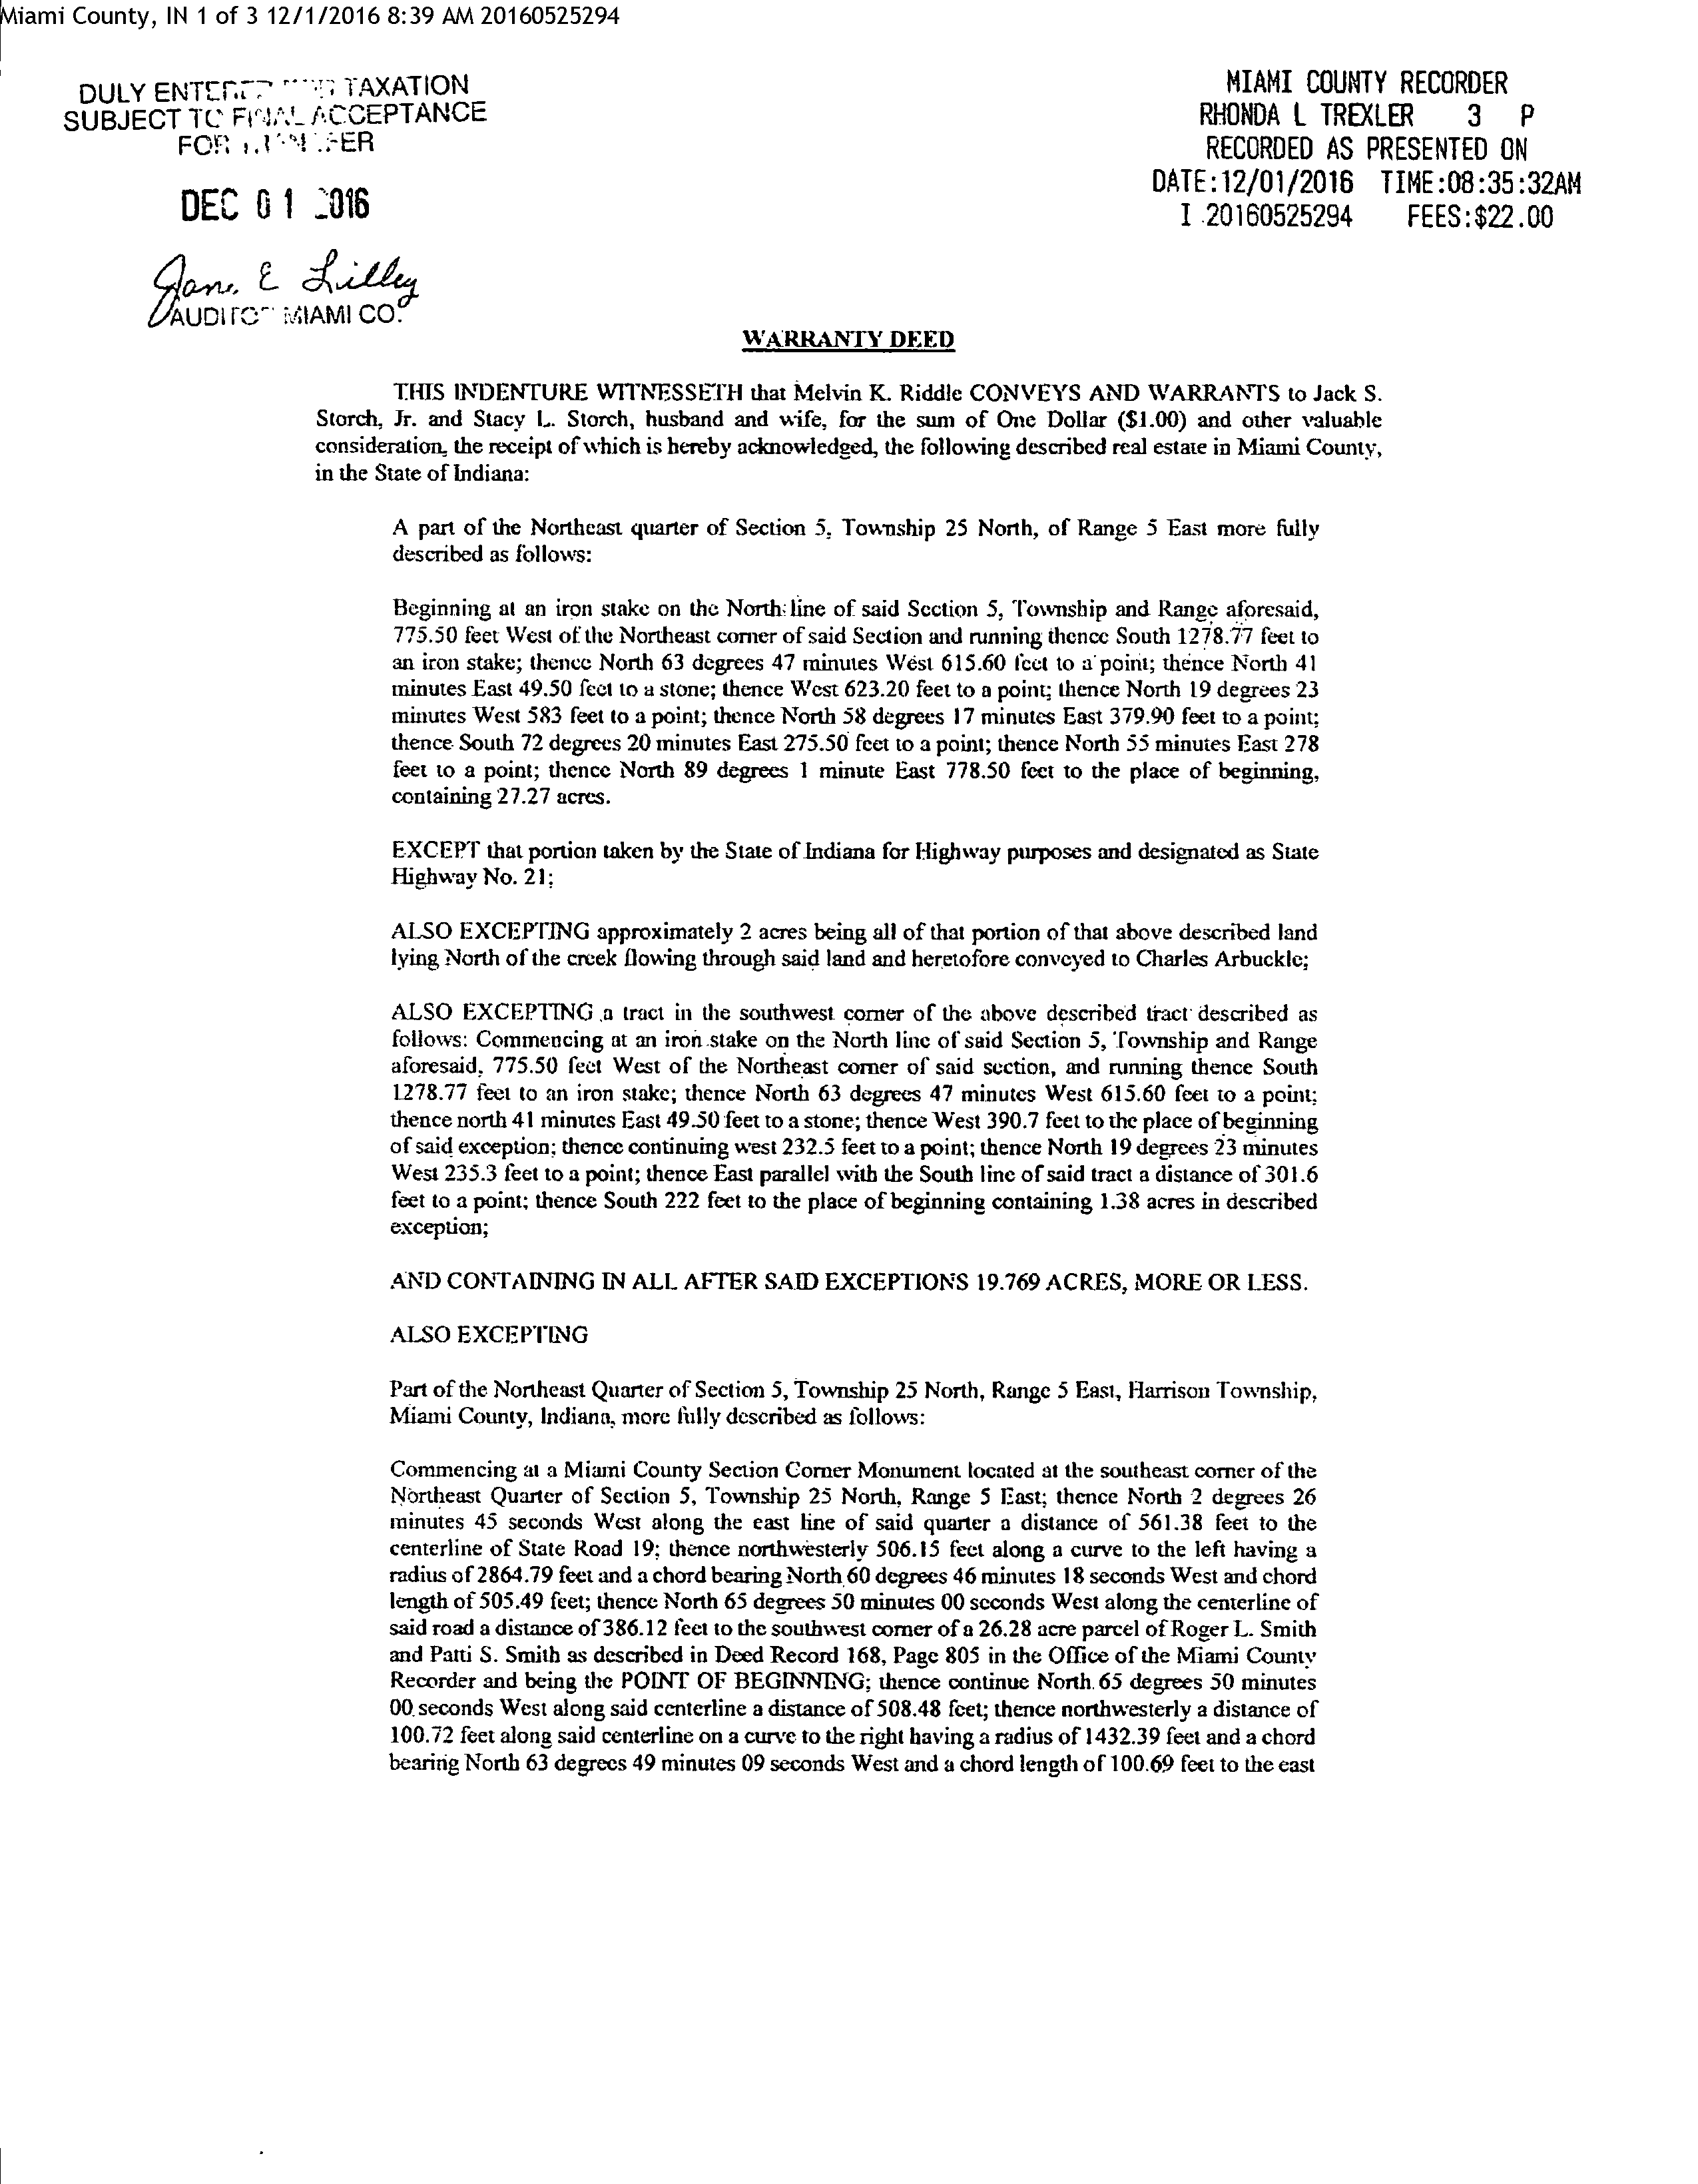 Miami County, IN 1 of 3 12/1/2016 8:39 AM 20160525294
DULY ENTERED TAXATION
SUBJECT TO FINAL ACCEPTANCE
FOR
DEC 01 2016
Jane E Lilley
AUDITOR MIAMI CO.
MIAMI COUNTY RECORDER
RHONDA L TREXLER 3 P
RECORDED AS PRESENTED ON
DATE:12/01/2016 TIME:08:35:32AM
I 20160525294 FEES:$22.00
WARRANTY DEED
THIS INDENTURE WITNESSETH that Melvin K. Riddle CONVEYS AND WARRANTS to Jack S.
Storch, Jr. and Stacy L. Storch, husband and wife, for the sum of One Dollar ($1.00) and other valuable
consideration, the receipt of which is hereby acknowledged, the following described real estate in Miami County,
in the State of Indiana:
A part of the Northeast quarter of Section 5, Township 25 North, of Range 5 East more fully
described as follows:
Beginning at an iron stake on the North line of said Section 5, Township and Range aforesaid,
775.50 feet West of the Northeast corner of said Section and running thence South 1278.77 feet to
an iron stake; thence North 63 degrees 47 minutes West 615.60 feet to a point; thence North 41
minutes East 49.50 feet to a stone; thence West 623.20 feet to a point; thence North 19 degrees 23
minutes West 583 feet to a point; thence North 58 degrees 17 minutes East 379.90 feet to a point;
thence South 72 degrees 20 minutes East 275.50 feet to a point; thence North 55 minutes East 278
feet to a point; thence North 89 degrees 1 minute East 778.50 feet to the place of beginning,
containing 27.27 acres.
EXCEPT that portion taken by the State of Indiana for Highway purposes and designated as State
Highway No. 21;
ALSO EXCEPTING approximately 2 acres being all of that portion of that above described land
lying North of the creek flowing through said land and heretofore conveyed to Charles Arbuckle;
ALSO EXCEPTING a tract in the southwest corner of the above described tract described as
follows: Commencing at an iron stake on the North line of said Section 5, Township and Range
aforesaid, 775.50 feet West of the Northeast corner of said section, and running thence South
1278.77 feet to an iron stake; thence North 63 degrees 47 minutes West 615.60 feet to a point;
thence north 41 minutes East 49.50 feet to a stone; thence West 390.7 feet to the place of beginning
of said exception; thence continuing west 232.5 feet to a point; thence North 19 degrees 23 minutes
West 235.3 feet to a point; thence East parallel with the South line of said tract a distance of 301.6
feet to a point; thence South 222 feet to the place of beginning containing 1.38 acres in described
exception;
AND CONTAINING IN ALL AFTER SAID EXCEPTIONS 19.769 ACRES, MORE OR LESS.
ALSO EXCEPTING
Part of the Northeast Quarter of Section 5, Township 25 North, Range 5 East, Harrison Township,
Miami County, Indiana, more fully described as follows:
Commencing at a Miami County Section Corner Monument located at the southeast corner of the
Northeast Quarter of Section 5, Township 25 North, Range 5 East; thence North 2 degrees 26
minutes 45 seconds West along the east line of said quarter a distance of 561.38 feet to the
centerline of State Road 19; thence northwesterly 506.15 feet along a curve to the left having a
radius of 2864.79 feet and a chord bearing North 60 degrees 46 minutes 18 seconds West and chord
length of 505.49 feet; thence North 65 degrees 50 minutes 00 seconds West along the centerline of
said road a distance of 386.12 feet to the southwest corner of a 26.28 acre parcel of Roger L. Smith
and Patti S. Smith as described in Deed Record 168, Page 805 in the Office of the Miami County
Recorder and being the POINT OF BEGINNING; thence continue North 65 degrees 50 minutes
00 seconds West along said centerline a distance of 508.48 feet; thence northwesterly a distance of
100.72 feet along said centerline on a curve to the right having a radius of 1432.39 feet and a chord
bearing North 63 degrees 49 minutes 09 seconds West and a chord length of 100.69 feet to the east